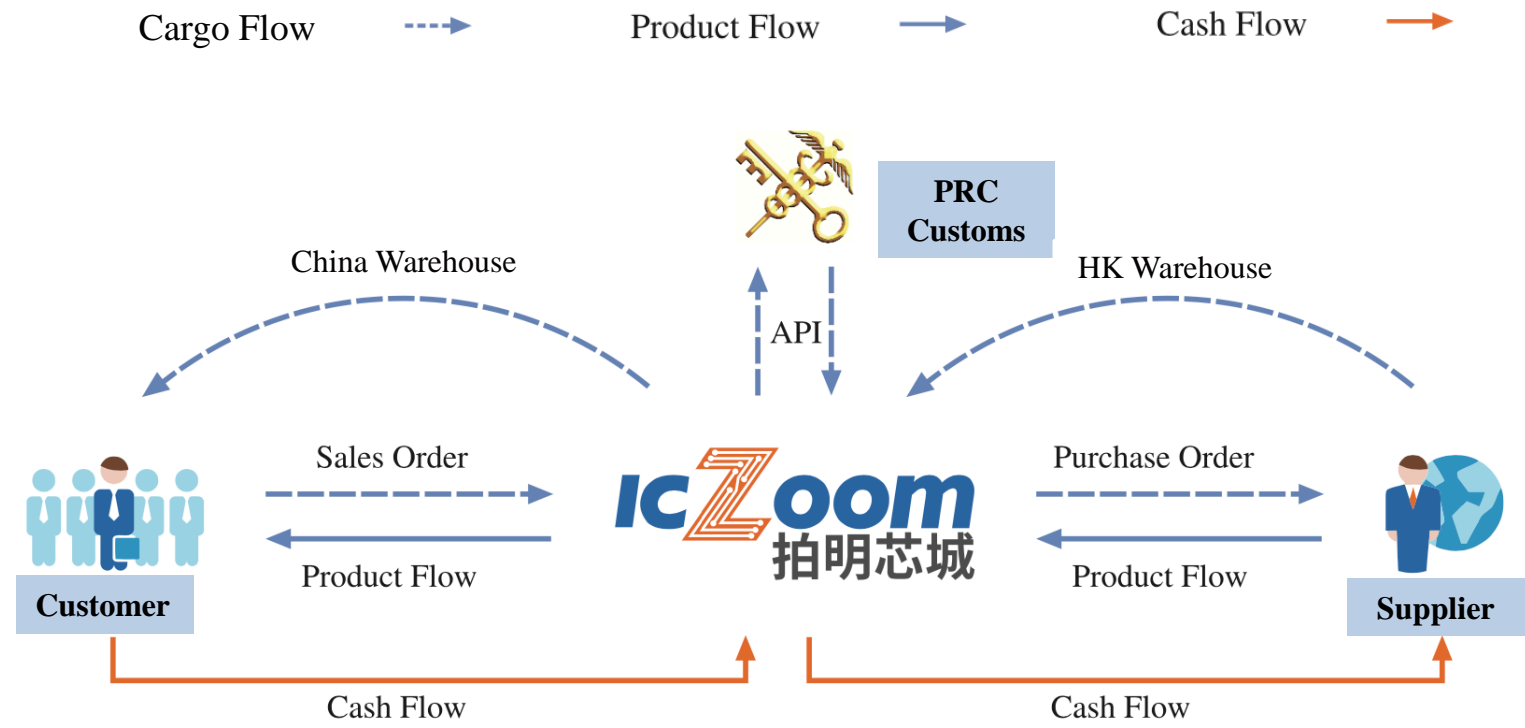 Cargo Flow
Product Flow
Cash Flow
PRC
Customs
China Warehouse
HK Warehouse
API
Sales Order
Purchase Order
ICZOOM
拍明芯城
Product Flow
Product Flow
Customer
Supplier
Cash Flow
Cash Flow